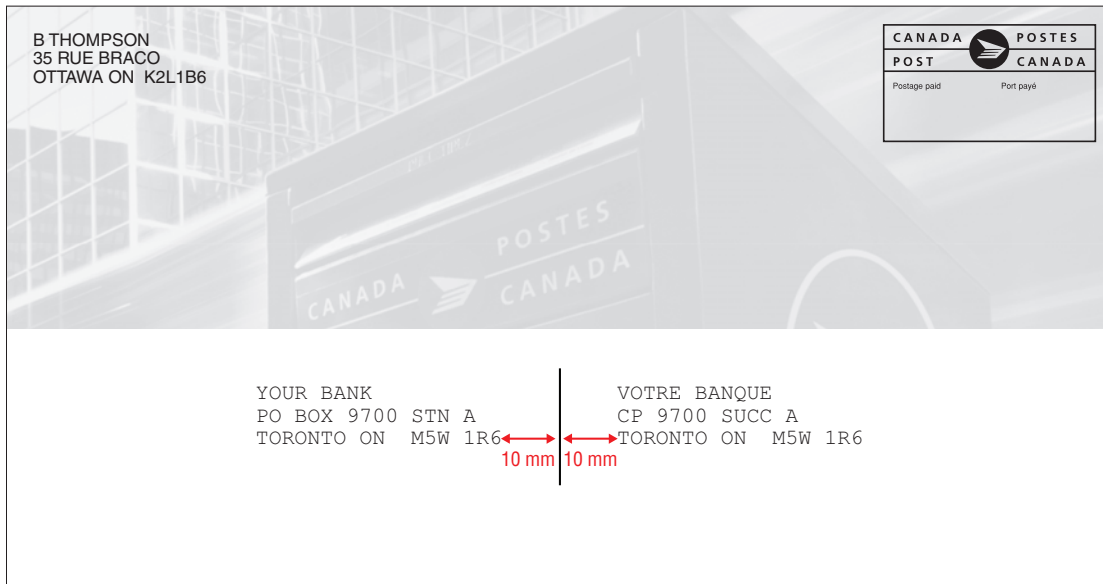 B THOMPSON
35 RUE BRACO
OTTAWA ON  K2L1B6
CANADA POSTES
POST CANADA
Postage paid Port payé
POSTES
CANADA CANADA
YOUR BANK
PO BOX 9700 STN A
TORONTO ON  M5W 1R6
10 mm
VOTRE BANQUE
CP 9700 SUCC A
TORONTO ON  M5W 1R6
10 mm